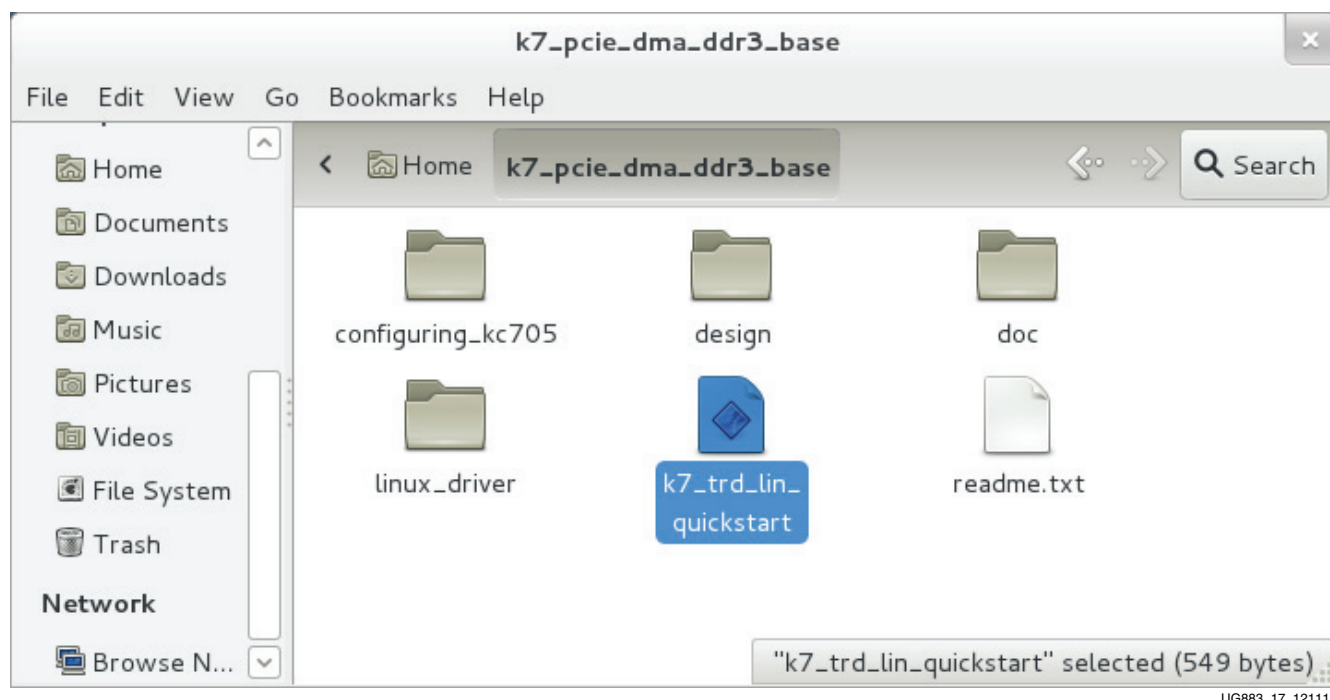 k7_pcie_dma_ddr3_base
File Edit View Go Bookmarks Help
Home
Documents
Downloads
Music
Pictures
Videos
File System
Trash
Network
Browse N...
Home k7_pcie_dma_ddr3_base Search
configuring_kc705 design doc
linux_driver k7_trd_lin_ readme.txt
quickstart
"k7_trd_lin_quickstart" selected (549 bytes)
UG883_17_12111